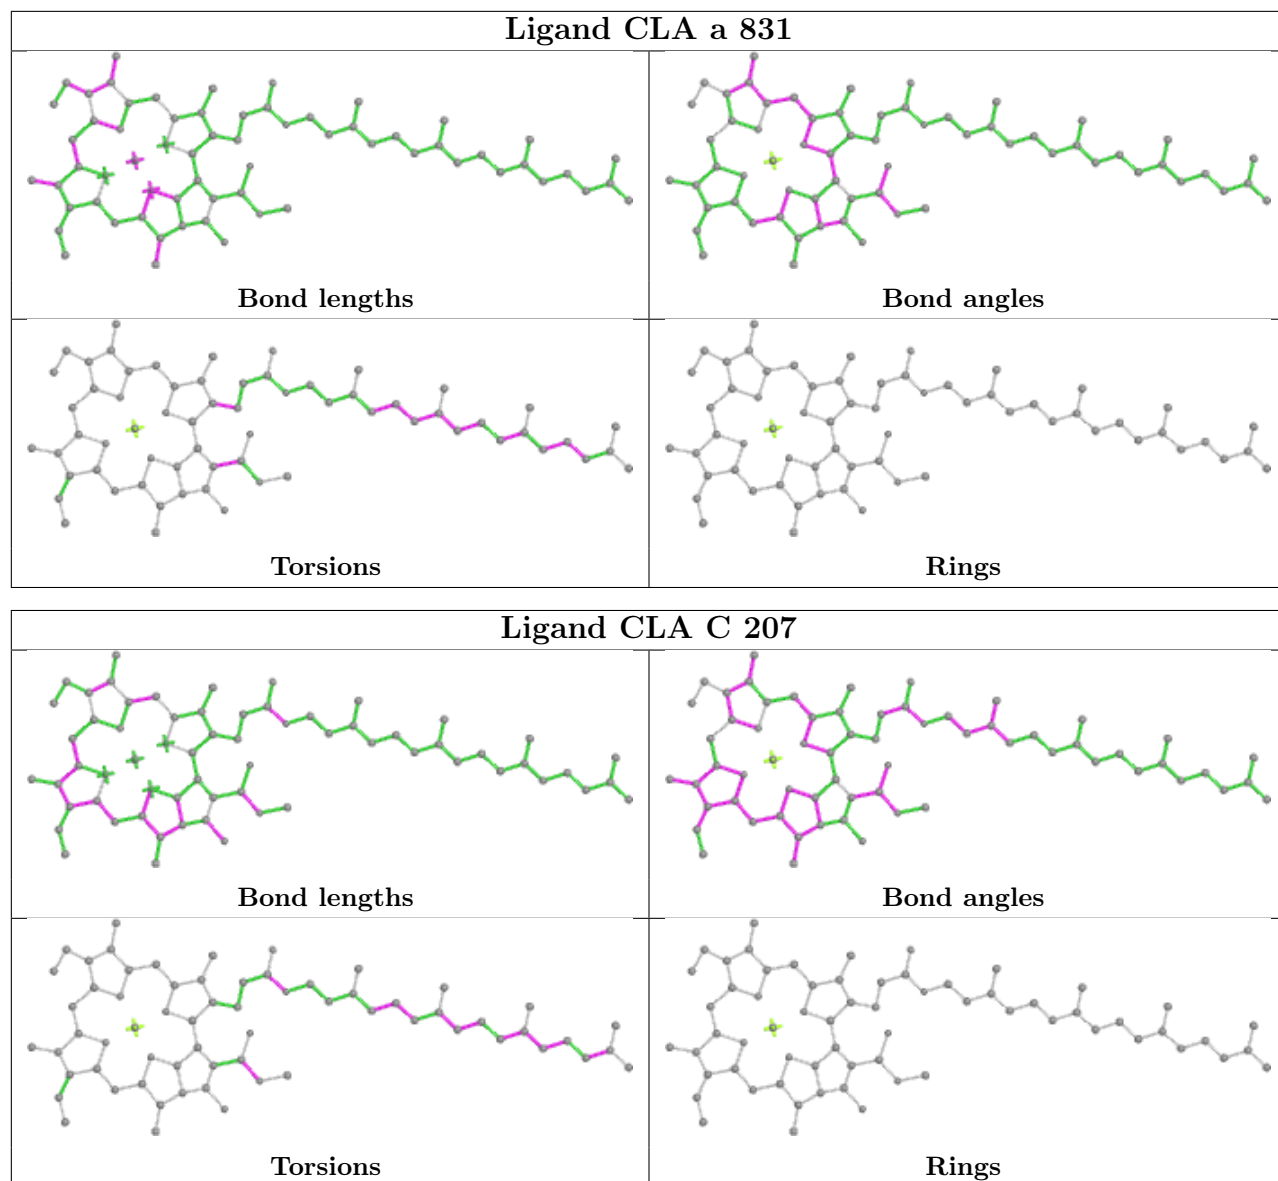 Ligand CLA a 831
Bond lengths
Bond angles
Torsions
Rings
Ligand CLA C 207
Bond lengths
Bond angles
Torsions
Rings